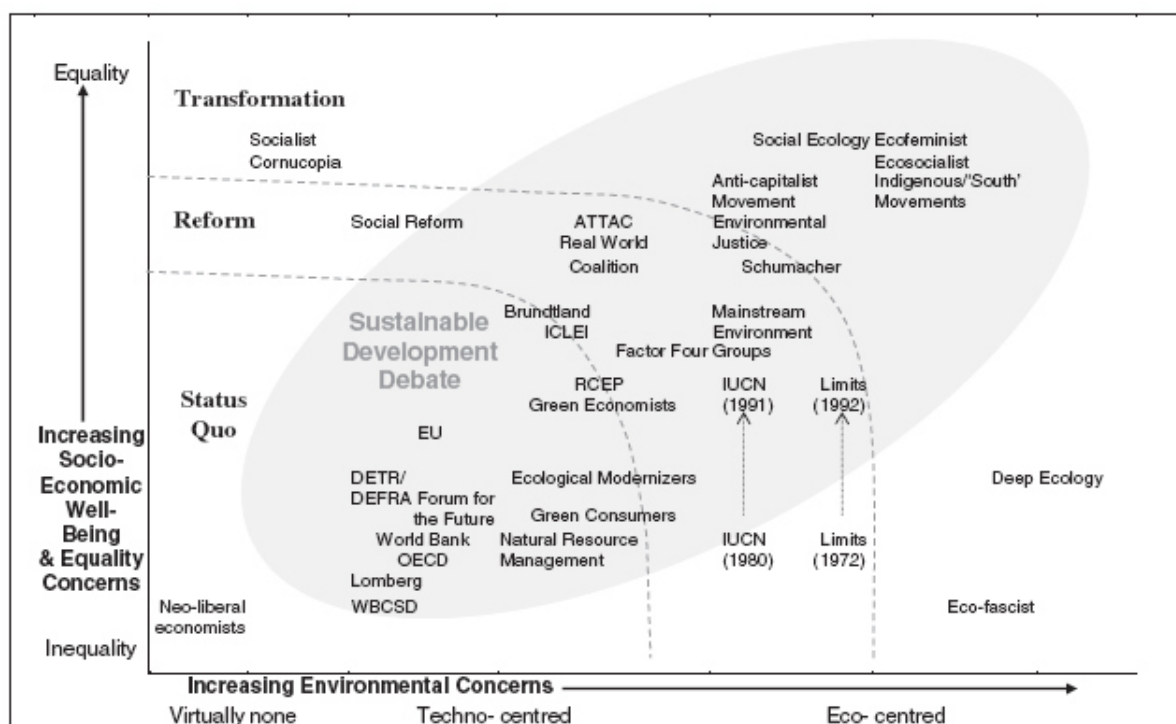 Equality
Transformation
Socialist
Cornucopia
Social Ecology
Ecofeminist
Ecosocialist
Indigenous/'South'
Movements
Anti-capitalist
Movement
Environmental
Justice
Reform
Social Reform
ATTAC
Real World
Coalition
Schumacher
Sustainable
Development
Debate
Brundtland
ICLEI
Mainstream
Environment
Factor Four Groups
Status
Quo
RCEP
Green Economists
IUCN
(1991)
Limits
(1992)
EU
Increasing
Socio-
Economic
Well-
Being
& Equality
Concerns
DETR/
DEFRA Forum for
the Future
Ecological Modernizers
Deep Ecology
Green Consumers
World Bank
OECD
Natural Resource
Management
IUCN
(1980)
Limits
(1972)
Lomberg
WBCSD
Neo-liberal
economists
Eco-fascist
Inequality
Increasing Environmental Concerns
Virtually none
Techno- centred
Eco- centred